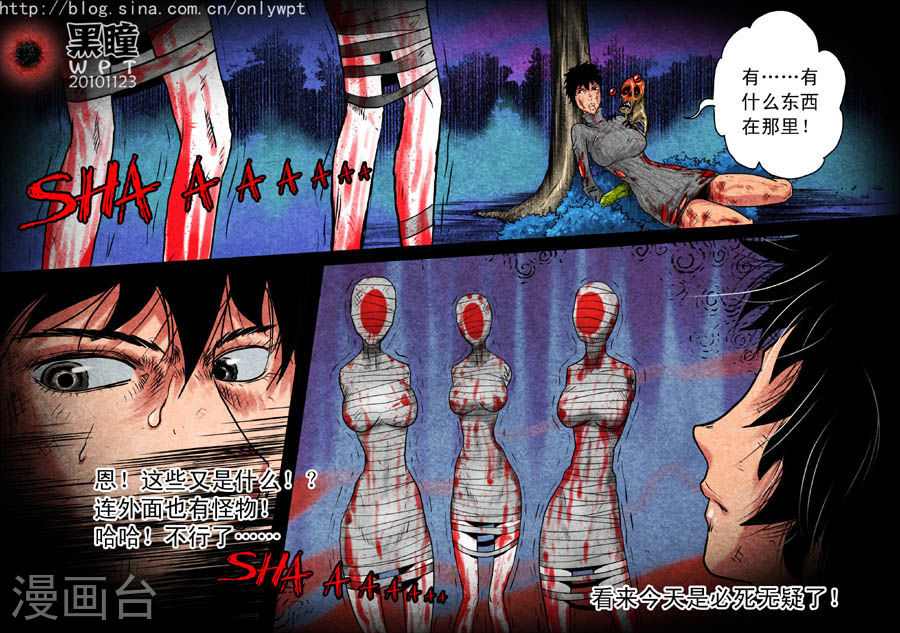 http://blog.sina.com.cn/onlywpt
黑瞳
WPT
20101123
有……有
什么东西
在那里！
SHA A A A A A A
恩！这些又是什么！？
连外面也有怪物！
哈哈！不行了……
SHA A A A A A A
看来今天是必死无疑了！
漫画台